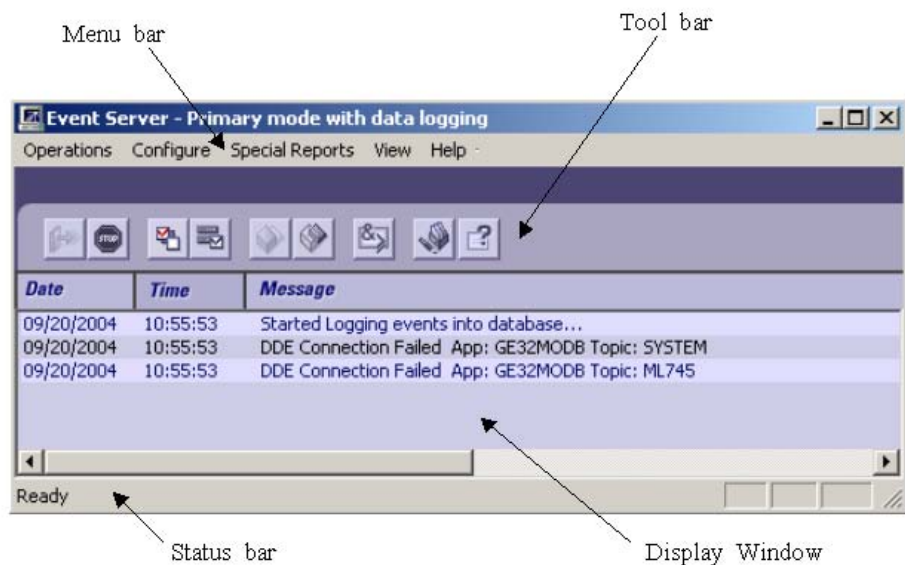 Menu bar
Tool bar
Event Server - Primary mode with data logging
Operations Configure Special Reports View Help
STOP
Date Time Message
09/20/2004 10:55:53 Started Logging events into database...
09/20/2004 10:55:53 DDE Connection Failed App: GE32MODB Topic: SYSTEM
09/20/2004 10:55:53 DDE Connection Failed App: GE32MODB Topic: ML745
Ready
Status bar
Display Window